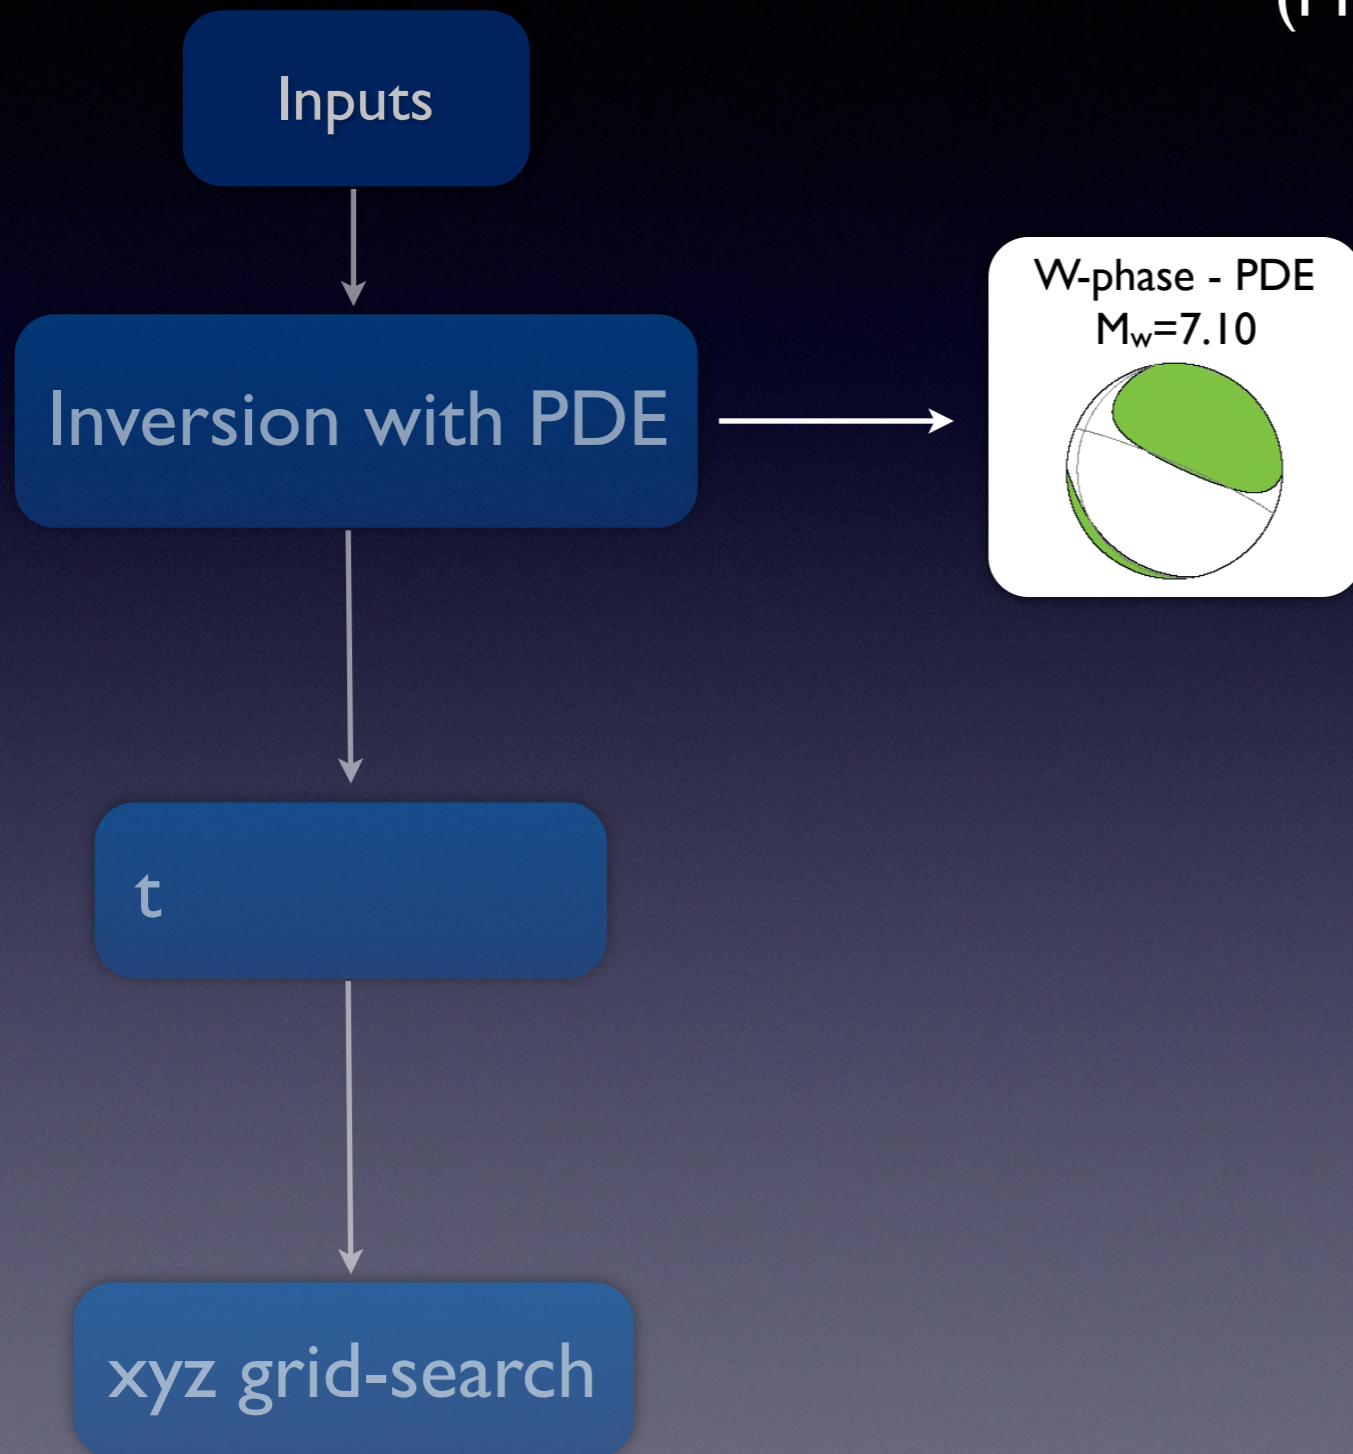 Inputs
Inversion with PDE
W-phase - PDE
Mw=7.10
t
xyz grid-search